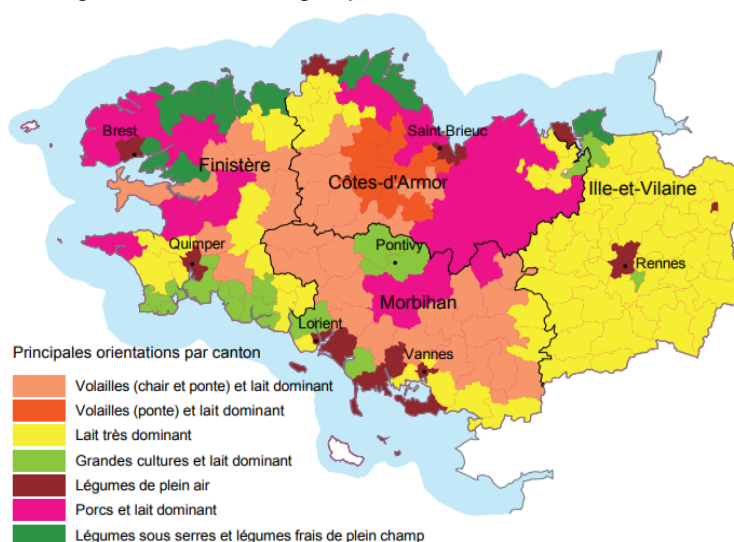 Brest
Saint-Brieuc
Finistère
Côtes-d'Armor
Ille-et-Vilaine
Quimper
Pontivy
Rennes
Morbihan
Lorient
Vannes
Principales orientations par canton
Volailles (chair et ponte) et lait dominant
Volailles (ponte) et lait dominant
Lait très dominant
Grandes cultures et lait dominant
Légumes de plein air
Porcs et lait dominant
Légumes sous serres et légumes frais de plein champ